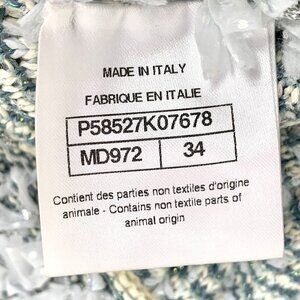 MADE IN ITALY
FABRIQUE EN ITALIE
P58527K07678
MD972 34
Contient des parties non textiles d'origine
animale - Contains non textile parts of
animal origin